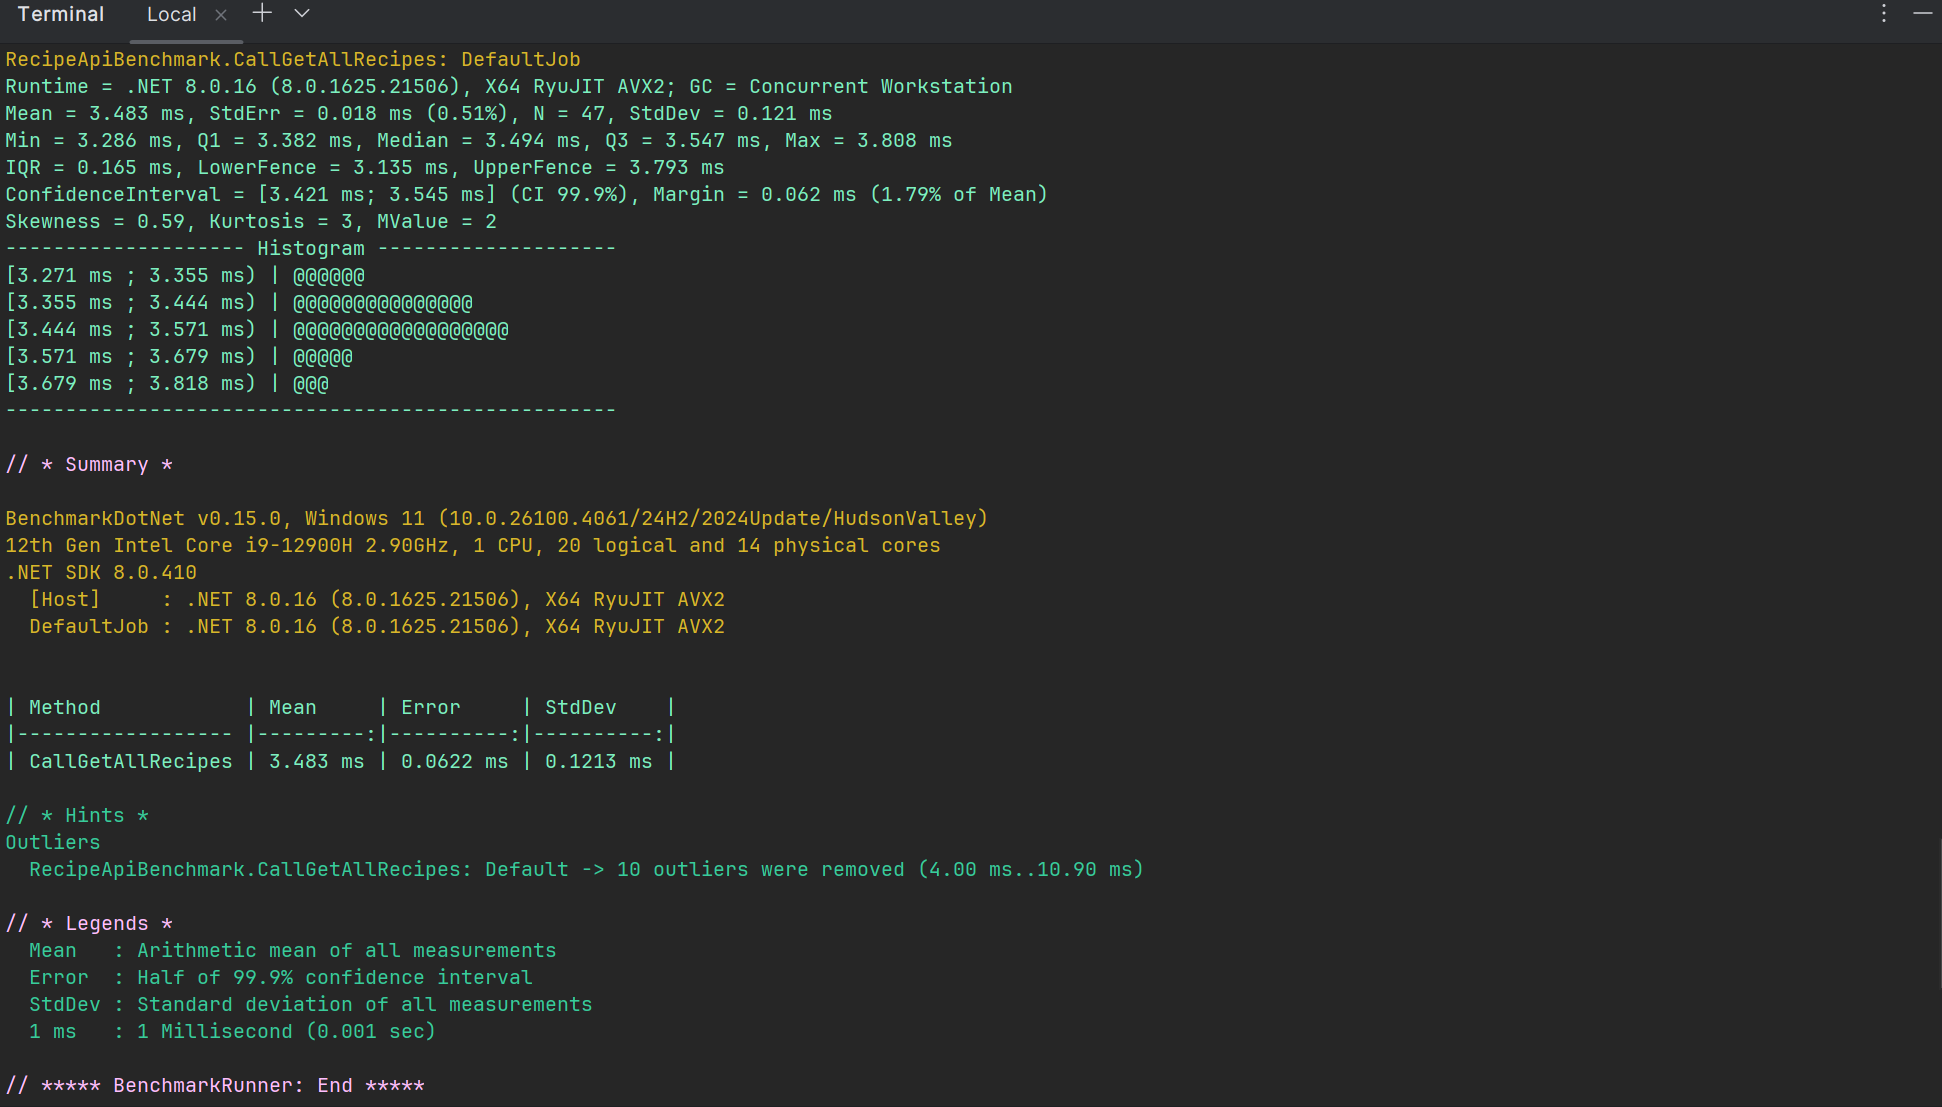 Terminal Local
RecipeApiBenchmark.CallGetAllRecipes: DefaultJob
Runtime = .NET 8.0.16 (8.0.1625.21506), X64 RyuJIT AVX2; GC = Concurrent Workstation
Mean = 3.483 ms, StdErr = 0.018 ms (0.51%), N = 47, StdDev = 0.121 ms
Min = 3.286 ms, Q1 = 3.382 ms, Median = 3.494 ms, Q3 = 3.547 ms, Max = 3.808 ms
IQR = 0.165 ms, LowerFence = 3.135 ms, UpperFence = 3.793 ms
ConfidenceInterval = [3.421 ms; 3.545 ms] (CI 99.9%), Margin = 0.062 ms (1.79% of Mean)
Skewness = 0.59, Kurtosis = 3, MValue = 2
-------------------- Histogram --------------------
[3.271 ms ; 3.355 ms) | @@@@@@
[3.355 ms ; 3.444 ms) | @@@@@@@@@@@@@@@
[3.444 ms ; 3.571 ms) | @@@@@@@@@@@@@@@@@@
[3.571 ms ; 3.679 ms) | @@@@@
[3.679 ms ; 3.818 ms) | @@@
---------------------------------------------------
// * Summary *
BenchmarkDotNet v0.15.0, Windows 11 (10.0.26100.4061/24H2/2024Update/HudsonValley)
12th Gen Intel Core i9-12900H 2.90GHz, 1 CPU, 20 logical and 14 physical cores
.NET SDK 8.0.410
  [Host]     : .NET 8.0.16 (8.0.1625.21506), X64 RyuJIT AVX2
  DefaultJob : .NET 8.0.16 (8.0.1625.21506), X64 RyuJIT AVX2
| Method            | Mean     | Error     | StdDev    |
|------------------ |---------:|----------:|----------:|
| CallGetAllRecipes | 3.483 ms | 0.0622 ms | 0.1213 ms |
// * Hints *
Outliers
  RecipeApiBenchmark.CallGetAllRecipes: Default -> 10 outliers were removed (4.00 ms..10.90 ms)
// * Legends *
  Mean   : Arithmetic mean of all measurements
  Error  : Half of 99.9% confidence interval
  StdDev : Standard deviation of all measurements
  1 ms   : 1 Millisecond (0.001 sec)
// ***** BenchmarkRunner: End *****